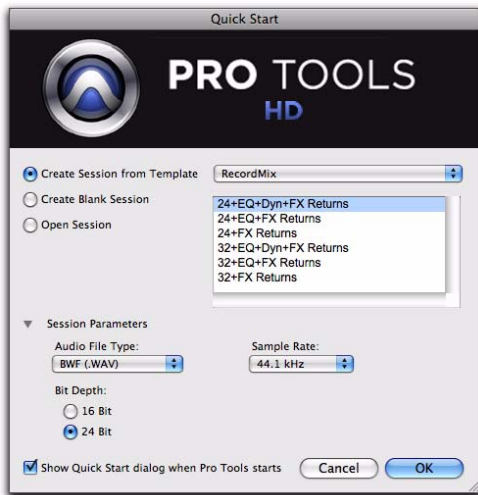 Quick Start
PRO TOOLS
HD
Create Session from Template
RecordMix
Create Blank Session
Open Session
24+EQ+Dyn+FX Returns
24+EQ+FX Returns
24+FX Returns
32+EQ+Dyn+FX Returns
32+EQ+FX Returns
32+FX Returns
Session Parameters
Audio File Type:
BWF (.WAV)
Sample Rate:
44.1 kHz
Bit Depth:
16 Bit
24 Bit
Show Quick Start dialog when Pro Tools starts
Cancel
OK